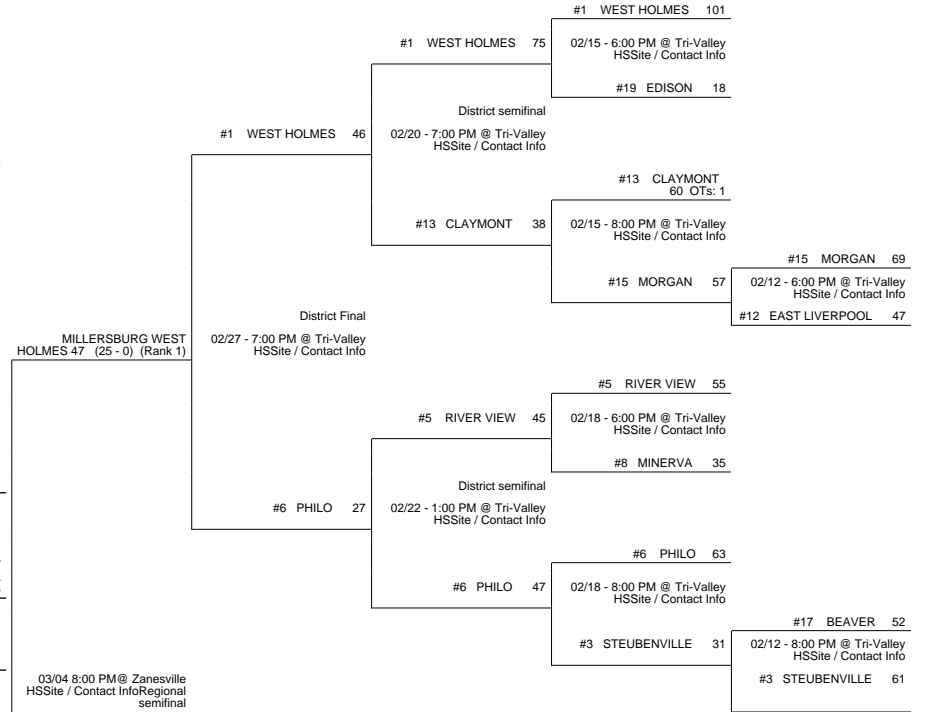 #1 WEST HOLMES 101
#1 WEST HOLMES 75
02/15 - 6:00 PM @ Tri-Valley
HSSite / Contact Info
#19 EDISON 18
District semifinal
#1 WEST HOLMES 46
02/20 - 7:00 PM @ Tri-Valley
HSSite / Contact Info
#13 CLAYMONT
60 OTs: 1
#13 CLAYMONT 38
02/15 - 8:00 PM @ Tri-Valley
HSSite / Contact Info
#15 MORGAN 69
#15 MORGAN 57
02/12 - 6:00 PM @ Tri-Valley
HSSite / Contact Info
#12 EAST LIVERPOOL 47
District Final
MILLERSBURG WEST
HOLMES 47 (25 - 0) (Rank 1)
02/27 - 7:00 PM @ Tri-Valley
HSSite / Contact Info
#5 RIVER VIEW 55
#5 RIVER VIEW 45
02/18 - 6:00 PM @ Tri-Valley
HSSite / Contact Info
#8 MINERVA 35
District semifinal
#6 PHILO 27
02/22 - 1:00 PM @ Tri-Valley
HSSite / Contact Info
#6 PHILO 63
#6 PHILO 47
02/18 - 8:00 PM @ Tri-Valley
HSSite / Contact Info
#17 BEAVER 52
#3 STEUBENVILLE 31
02/12 - 8:00 PM @ Tri-Valley
HSSite / Contact Info
#3 STEUBENVILLE 61
03/04 8:00 PM@ Zanesville
HSSite / Contact InfoRegional
semifinal